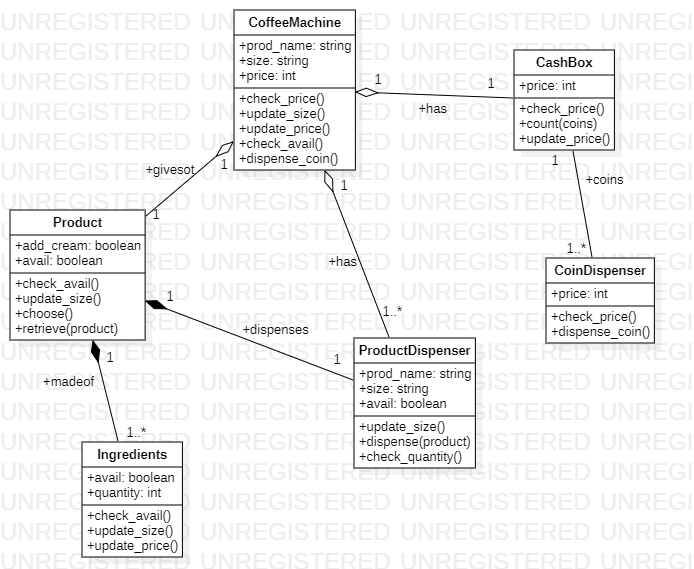 CoffeeMachine
+prod_name: string
+size: string
+price: int
+check_price()
+update_size()
+update_price()
+check_avail()
+dispense_coin()
CashBox
+price: int
+check_price()
+count(coins)
+update_price()
1
1
+has
+givesot
1
1
1
+has
1..*
1
+coins
1..*
Product
+add_cream: boolean
+avail: boolean
+check_avail()
+update_size()
+choose()
+retrieve(product)
CoinDispenser
+price: int
+check_price()
+dispense_coin()
1
+dispenses
1
ProductDispenser
+prod_name: string
+size: string
+avail: boolean
+update_size()
+dispense(product)
+check_quantity()
1
+madeof
1..*
Ingredients
+avail: boolean
+quantity: int
+check_avail()
+update_size()
+update_price()
UNREGISTERED